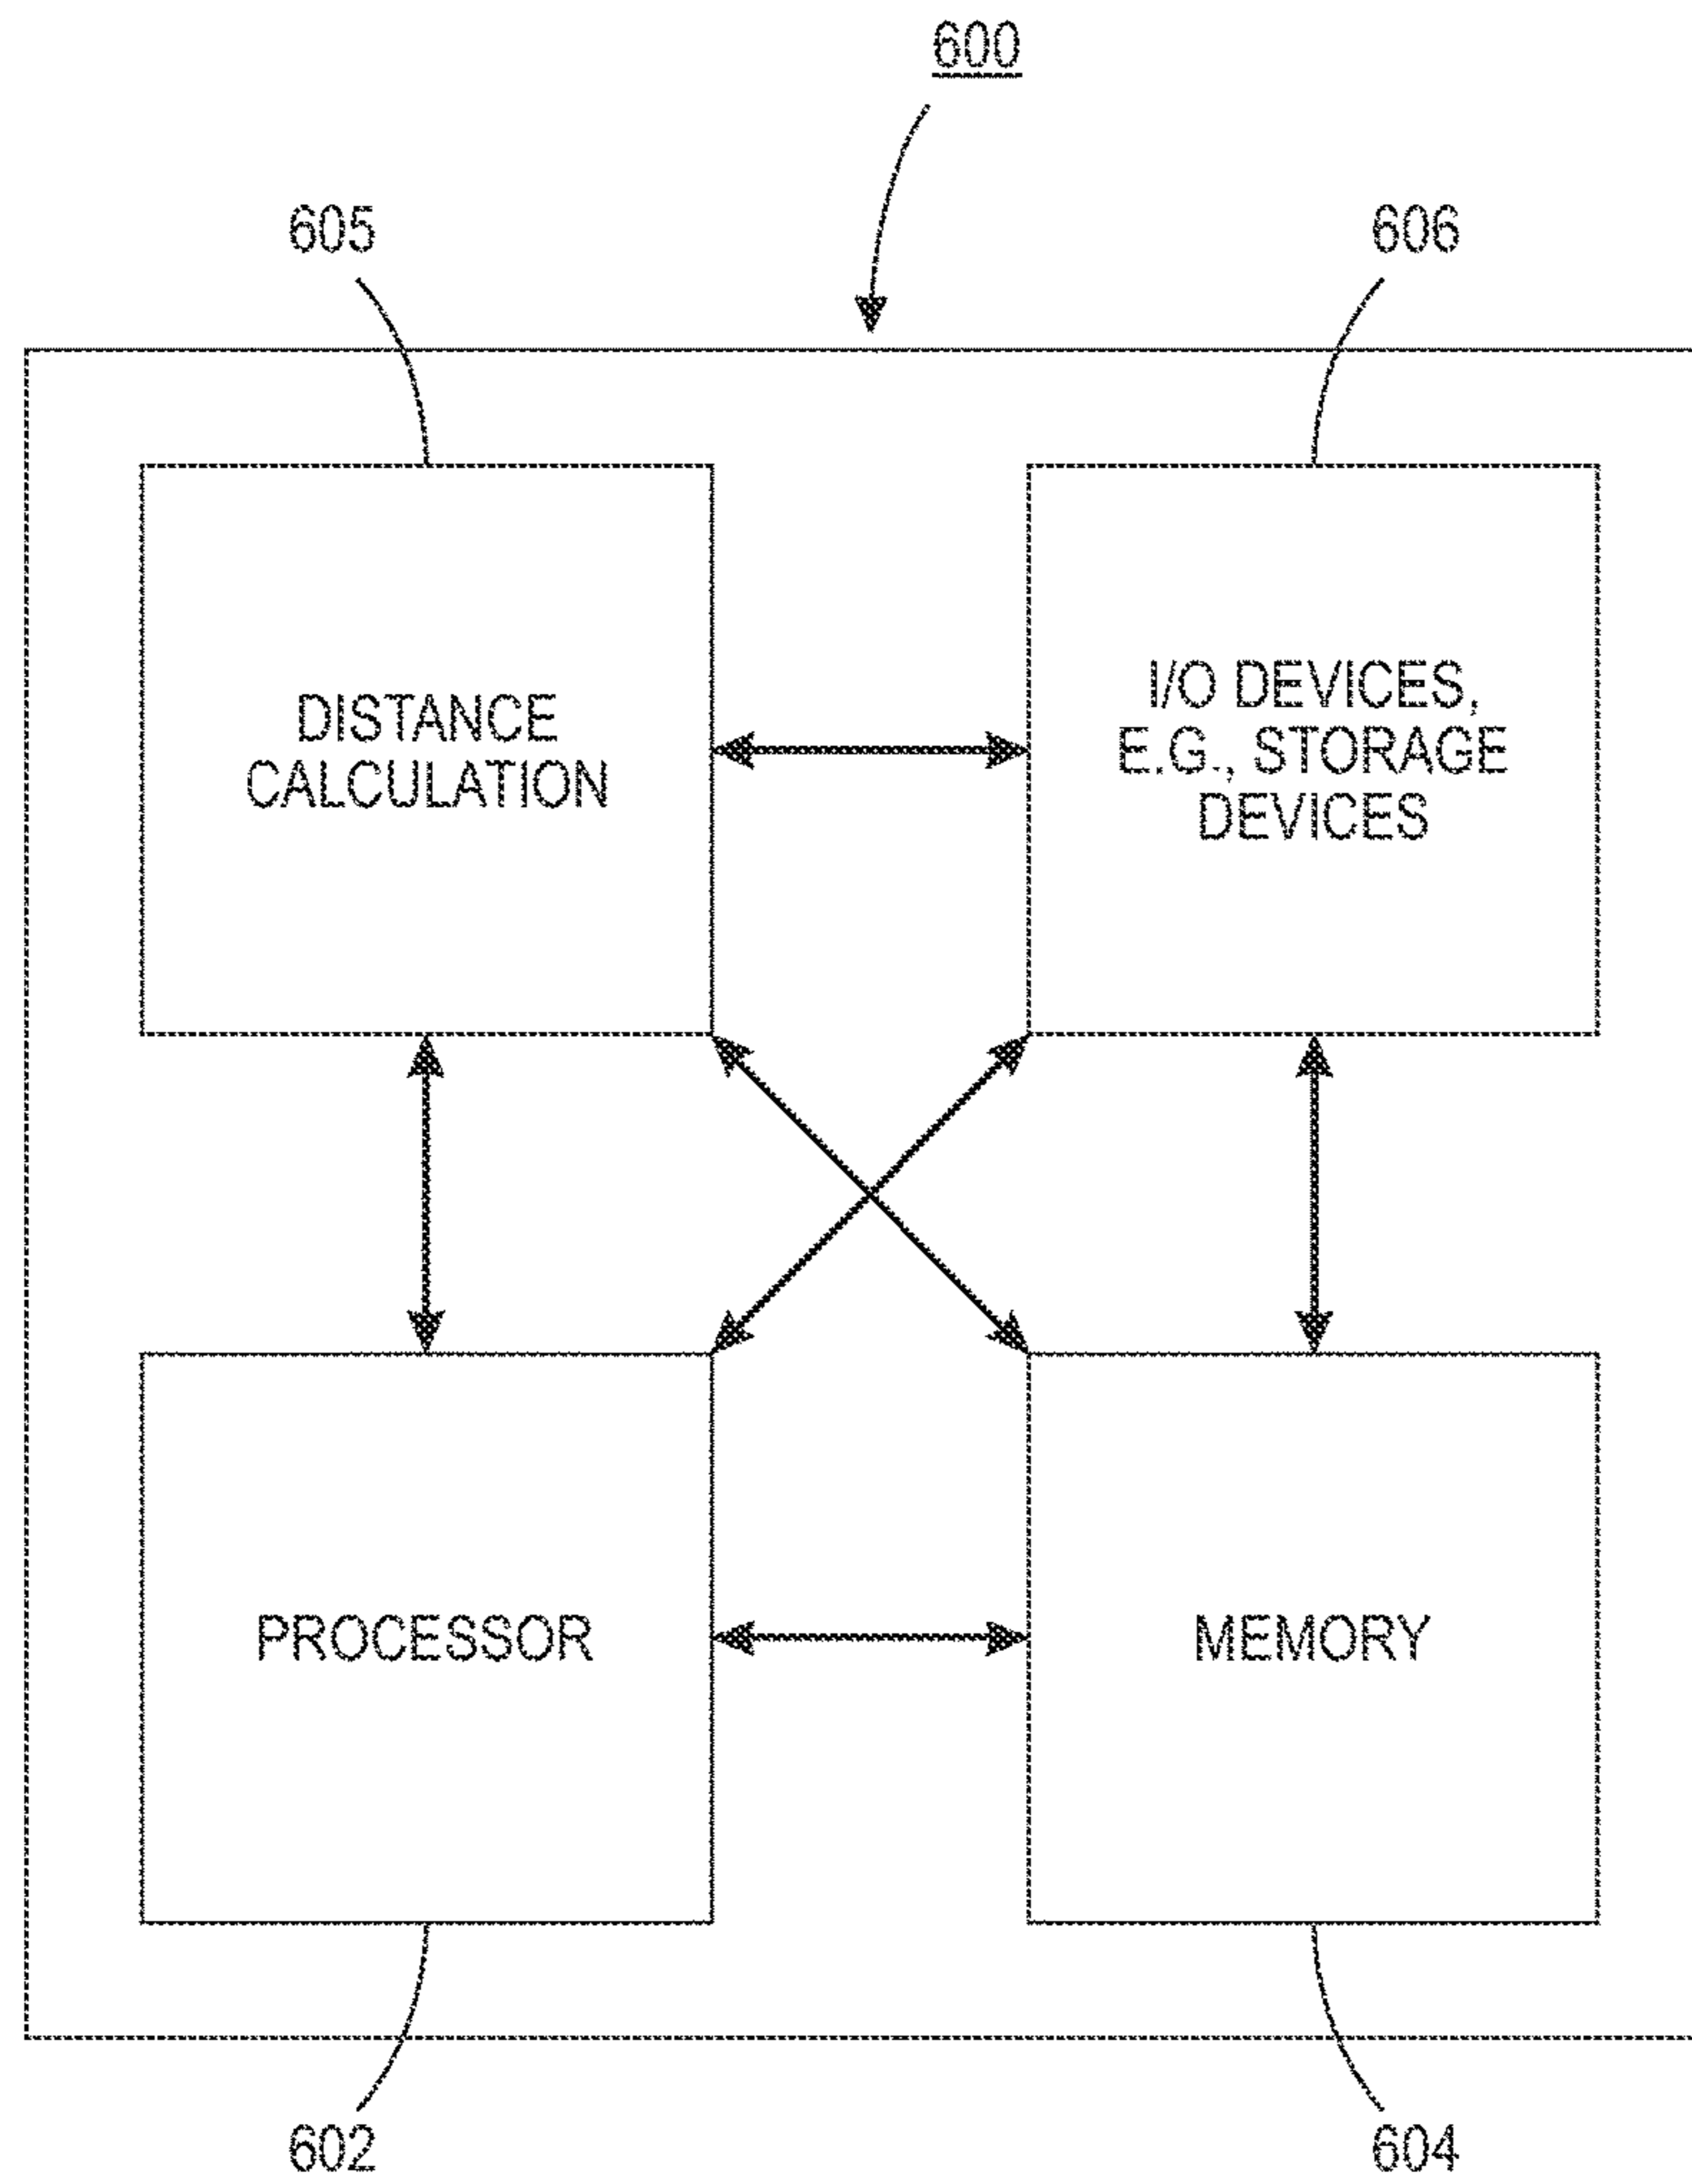 600
605
606
DISTANCE
CALCULATION
I/O DEVICES,
E.G., STORAGE
DEVICES
PROCESSOR
MEMORY
602
604